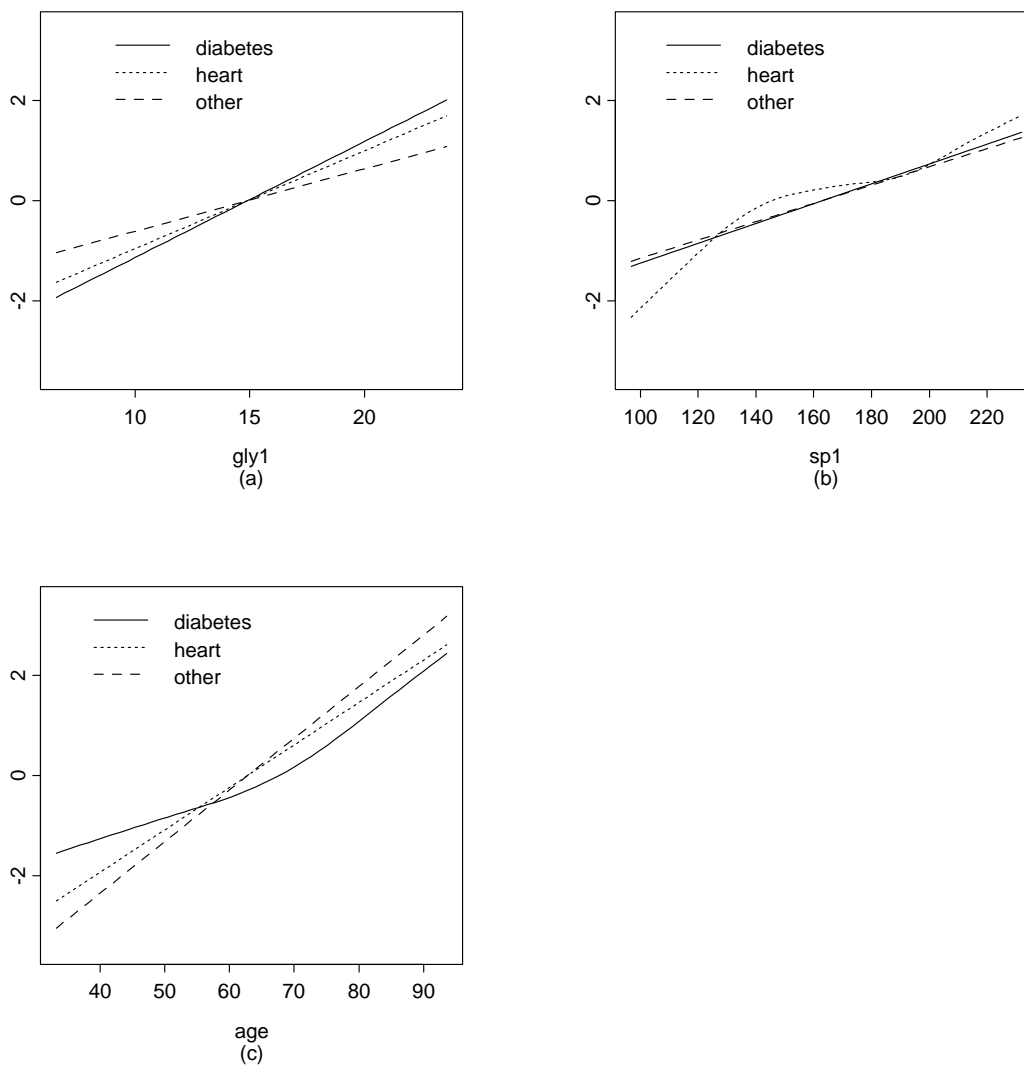 diabetes
heart
other
2
0
-2
10 15 20
gly1
(a)
diabetes
heart
other
2
0
-2
100 120 140 160 180 200 220
sp1
(b)
diabetes
heart
other
2
0
-2
40 50 60 70 80 90
age
(c)